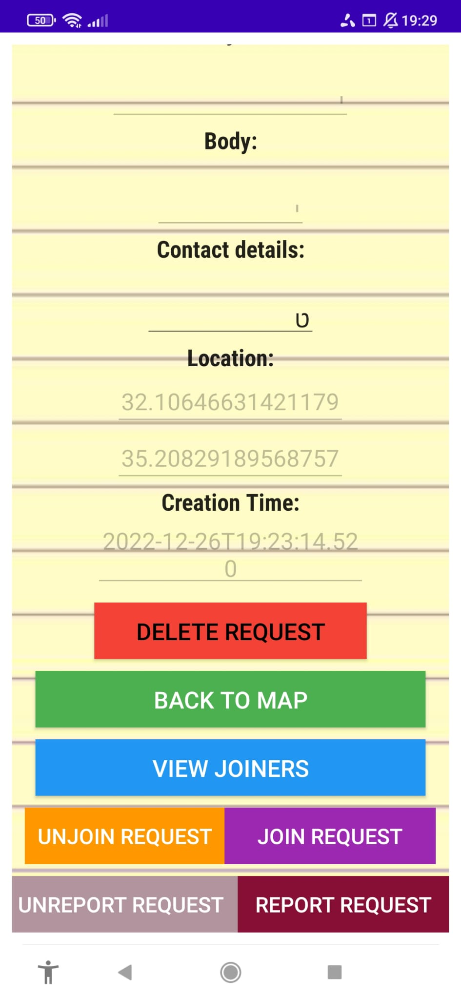 50
1
19:29
י
Body:
י
Contact details:
ט
Location:
32.10646631421179
35.20829189568757
Creation Time:
2022-12-26T19:23:14.52
0
DELETE REQUEST
BACK TO MAP
VIEW JOINERS
UNJOIN REQUEST JOIN REQUEST
UNREPORT REQUEST REPORT REQUEST